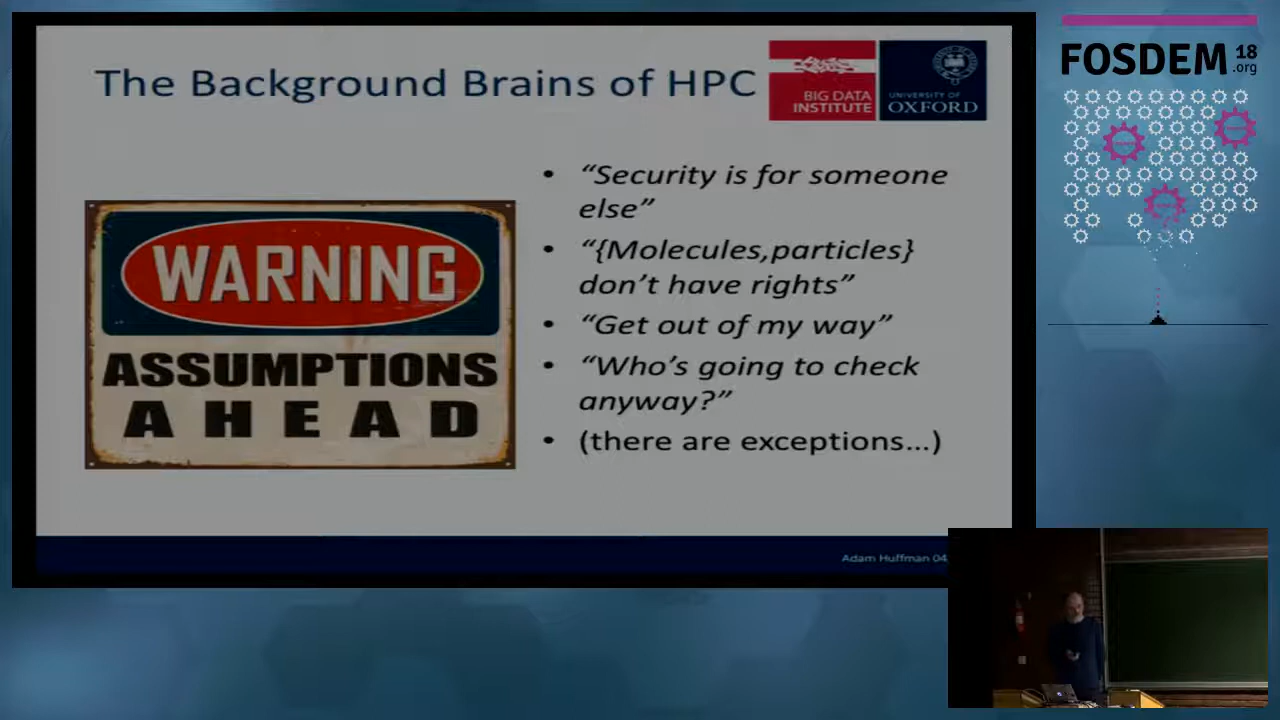 The Background Brains of HPC
BIG DATA
INSTITUTE
UNIVERSITY OF
OXFORD
WARNING
ASSUMPTIONS
AHEAD
• “Security is for someone
else”
• “{Molecules,particles}
don’t have rights”
• “Get out of my way”
• “Who’s going to check
anyway?”
• (there are exceptions...)
Adam Huffman 04
FOSDEM 18
.org